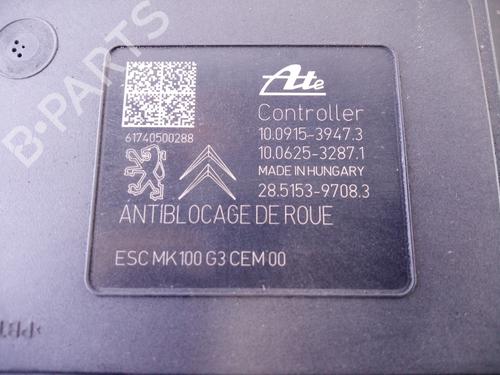 B-PARTS
Ate
Controller
10.0915-3947.3
61740500288
10.0625-3287.1
MADE IN HUNGARY
28.5153-9708.3
ANTIBLOCAGE DE ROUE
ESC MK100 G3 CEM 00